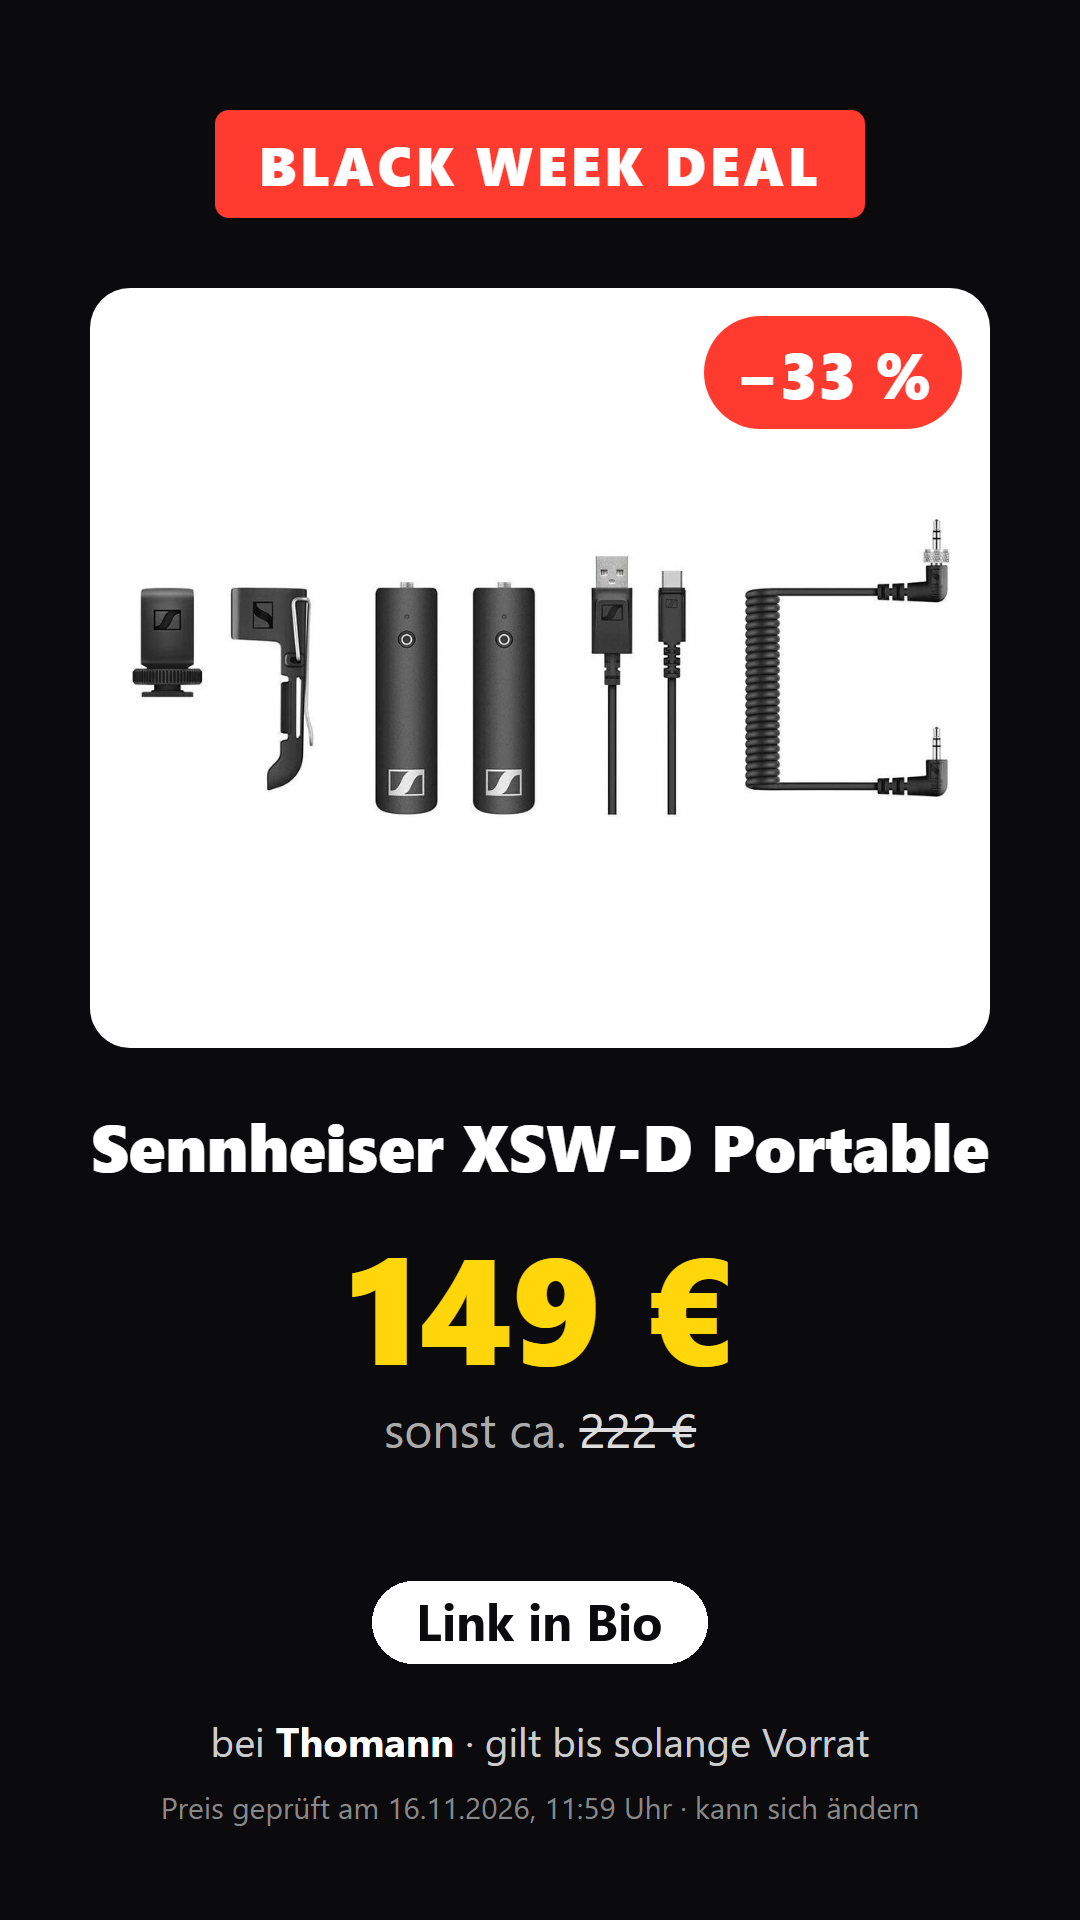 BLACK WEEK DEAL
–33 %
Sennheiser XSW-D Portable
149 €
sonst ca. 222 €
Link in Bio
bei Thomann · gilt bis solange Vorrat
Preis geprüft am 16.11.2026, 11:59 Uhr · kann sich ändern